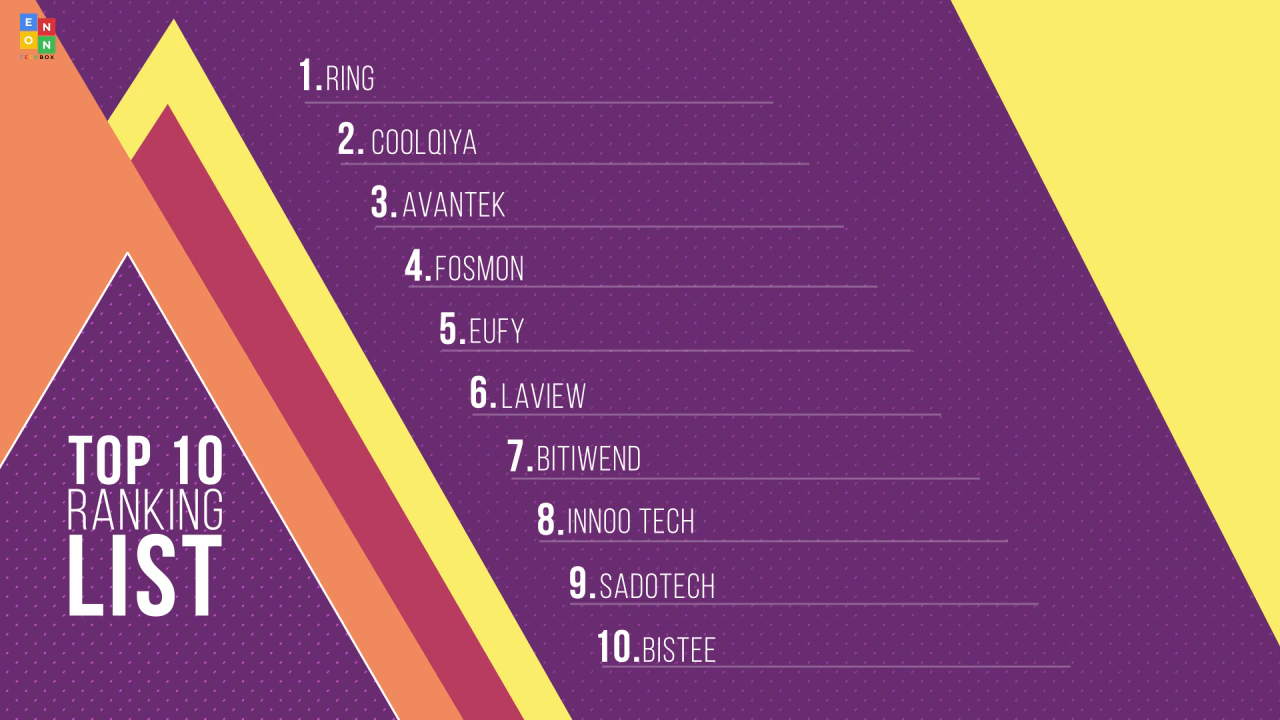 E N
O N
TECHBOX
1. RING
2. COOLQIYA
3. AVANTEK
4. FOSMON
5. EUFY
6. LAVIEW
7. BITIWEND
8. INNOO TECH
9. SADOTECH
10. BISTEE
TOP 10
RANKING
LIST